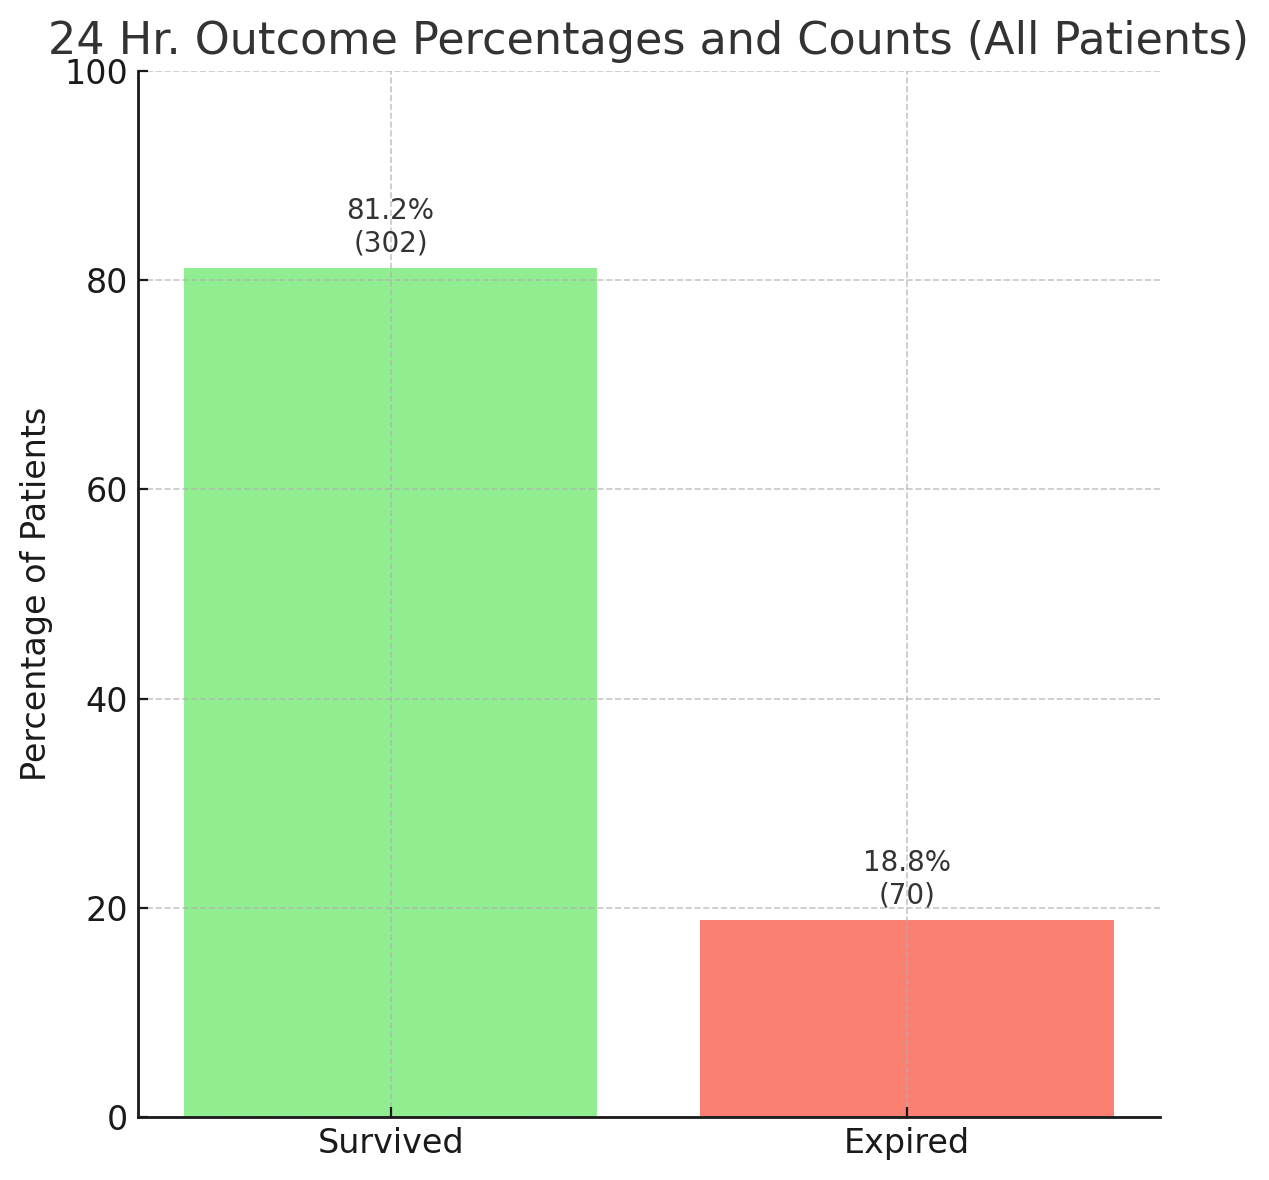 24 Hr. Outcome Percentages and Counts (All Patients)
100
80
60
40
20
0
Percentage of Patients
81.2%
(302)
18.8%
(70)
Survived
Expired